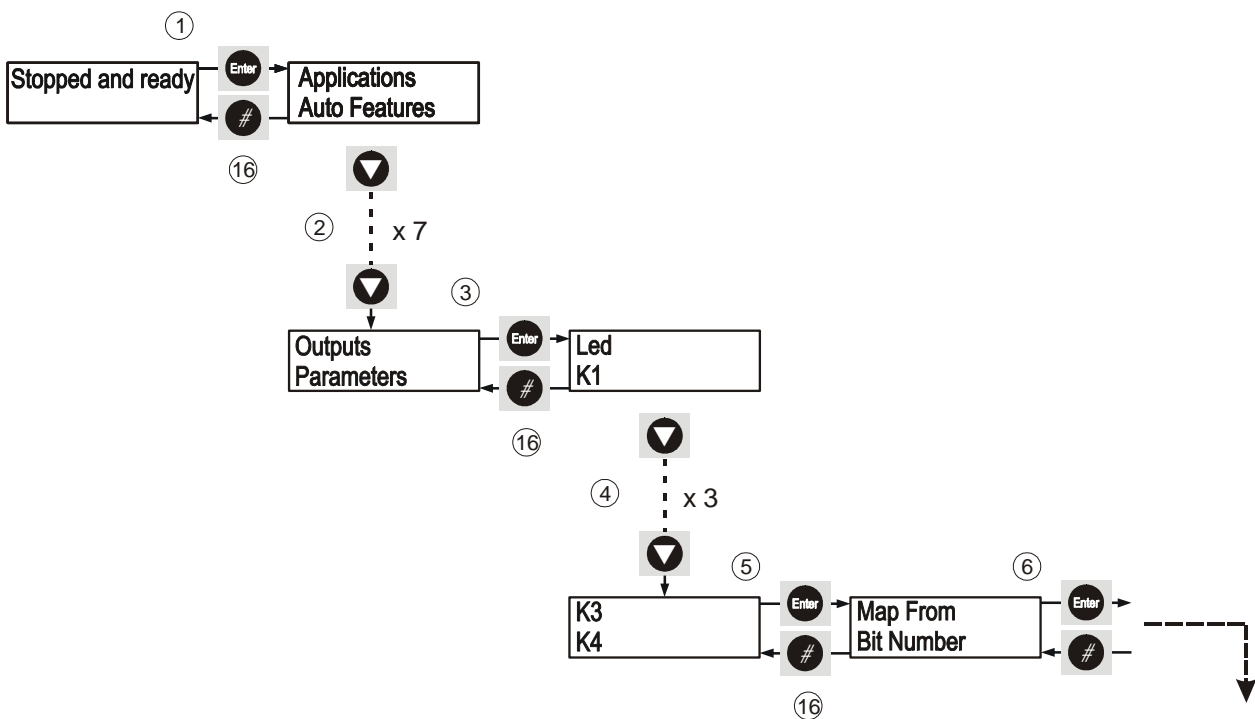 1
Stopped and ready
Enter
Applications
Auto Features
#
16
2
x 7
3
Outputs
Parameters
Enter
Led
K1
#
16
4
x 3
5
6
K3
K4
Enter
Map From
Bit Number
Enter
#
#
16